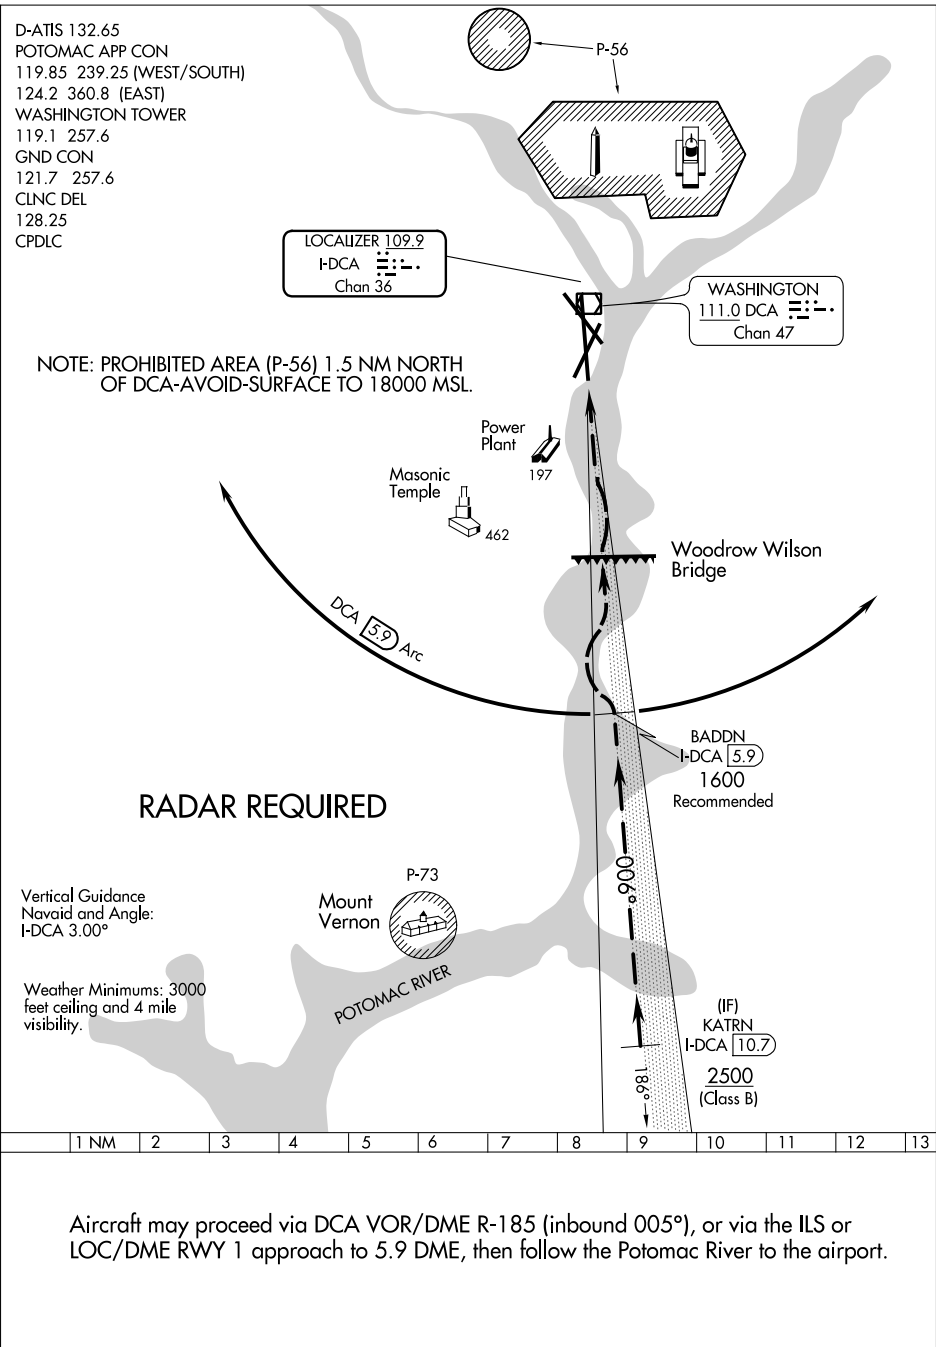 D-ATIS 132.65
POTOMAC APP CON
119.85 239.25 (WEST/SOUTH)
124.2 360.8 (EAST)
WASHINGTON TOWER
119.1 257.6
GND CON
121.7 257.6
CLNC DEL
128.25
CPDLC
P-56
LOCALIZER 109.9
I-DCA
Chan 36
WASHINGTON
111.0 DCA
Chan 47
NOTE: PROHIBITED AREA (P-56) 1.5 NM NORTH
OF DCA-AVOID-SURFACE TO 18000 MSL.
Power
Plant
197
Masonic
Temple
462
Woodrow Wilson
Bridge
DCA 5.9 Arc
BADDN
I-DCA 5.9
1600
Recommended
RADAR REQUIRED
006°
P-73
Mount
Vernon
Vertical Guidance
Navaid and Angle:
I-DCA 3.00°
POTOMAC RIVER
Weather Minimums: 3000
feet ceiling and 4 mile
visibility.
(IF)
KATRN
I-DCA 10.7
2500
(Class B)
186°
1 NM 2 3 4 5 6 7 8 9 10 11 12 13
Aircraft may proceed via DCA VOR/DME R-185 (inbound 005°), or via the ILS or
LOC/DME RWY 1 approach to 5.9 DME, then follow the Potomac River to the airport.